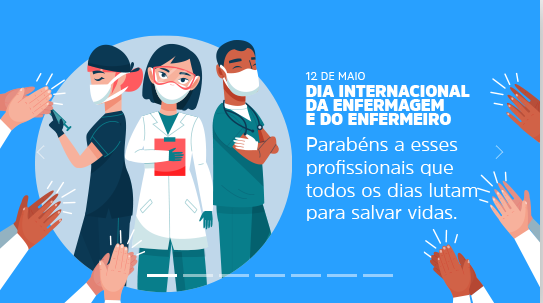 12 DE MAIO
DIA INTERNACIONAL
DA ENFERMAGEM
E DO ENFERMEIRO
Parabéns a esses
profissionais que
todos os dias lutam
para salvar vidas.